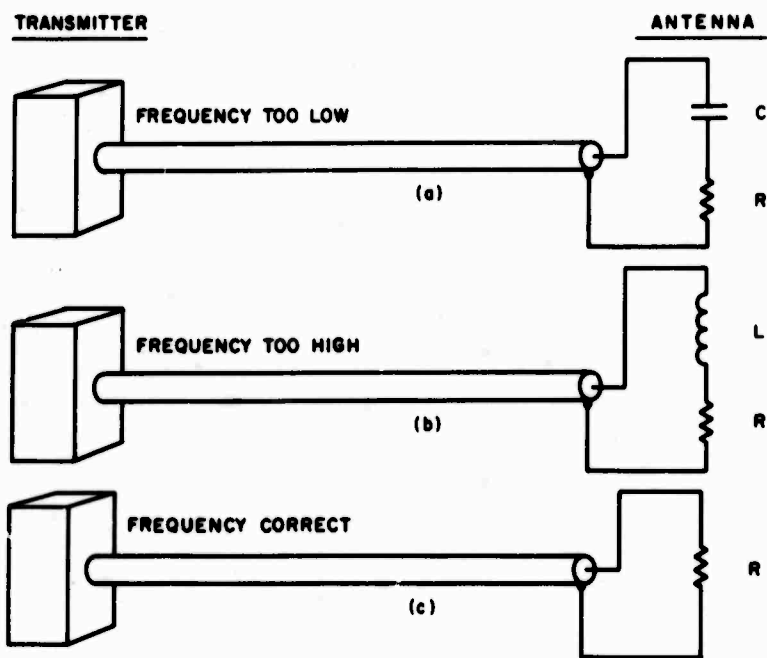 TRANSMITTER
ANTENNA
FREQUENCY TOO LOW
C
(a)
R
FREQUENCY TOO HIGH
L
(b)
R
FREQUENCY CORRECT
R
(c)